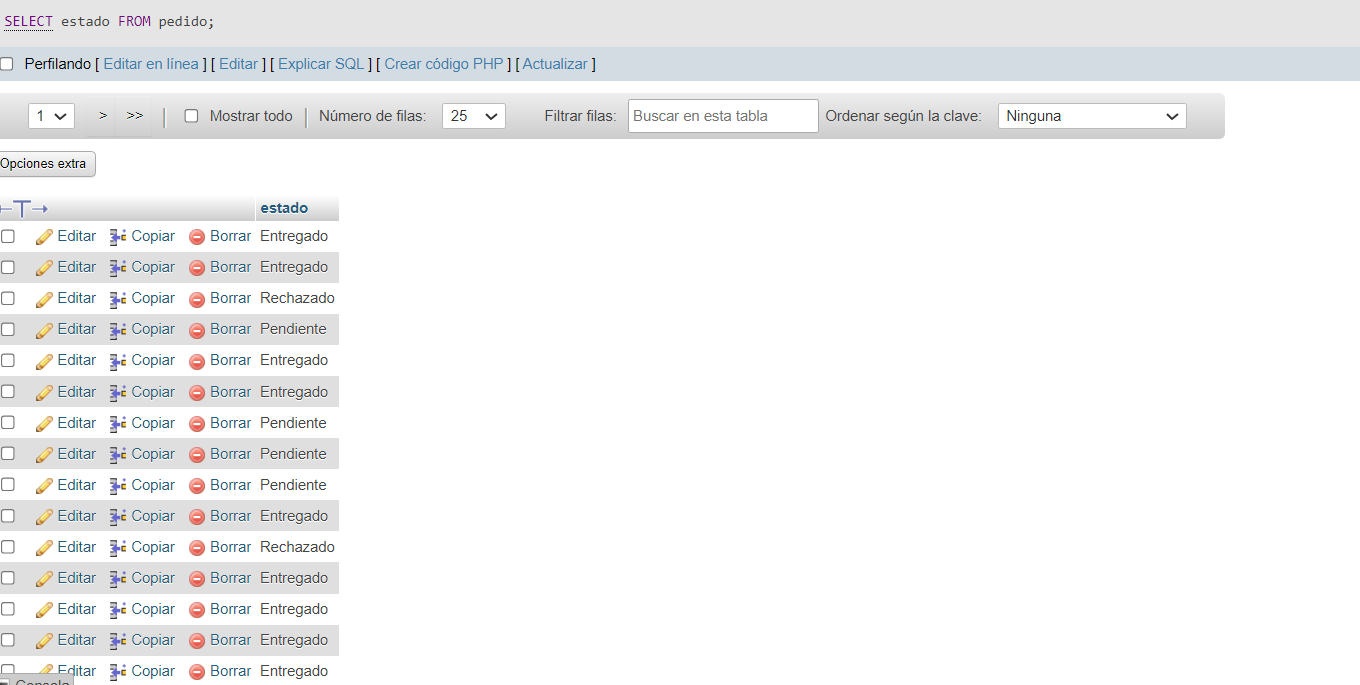 SELECT estado FROM pedido;
Perfilando [ Editar en línea ] [ Editar ] [ Explicar SQL ] [ Crear código PHP ] [ Actualizar ]
1 > >> | Mostrar todo | Número de filas: 25 Filtrar filas: Buscar en esta tabla Ordenar según la clave: Ninguna
Opciones extra
←T→ estado
Editar Copiar Borrar Entregado
Editar Copiar Borrar Entregado
Editar Copiar Borrar Rechazado
Editar Copiar Borrar Pendiente
Editar Copiar Borrar Entregado
Editar Copiar Borrar Entregado
Editar Copiar Borrar Pendiente
Editar Copiar Borrar Pendiente
Editar Copiar Borrar Pendiente
Editar Copiar Borrar Entregado
Editar Copiar Borrar Rechazado
Editar Copiar Borrar Entregado
Editar Copiar Borrar Entregado
Editar Copiar Borrar Entregado
Editar Copiar Borrar Entregado
Consola